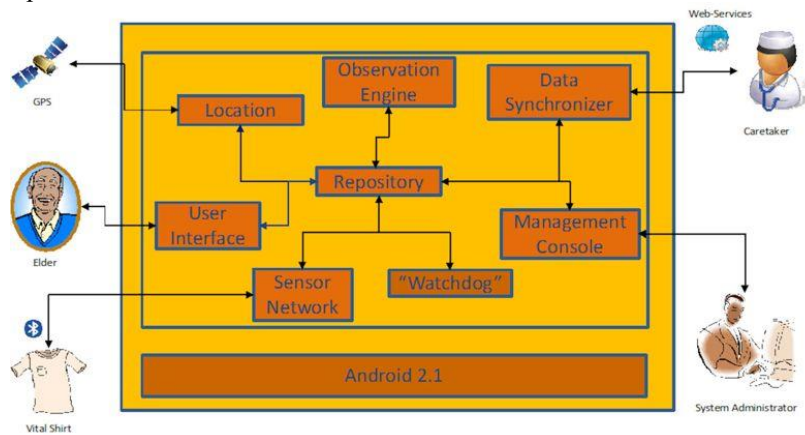 Web-Services
GPS
Location
Observation
Engine
Data
Synchronizer
Caretaker
Repository
Elder
User
Interface
Management
Console
Sensor
Network
“Watchdog”
Vital Shirt
Android 2.1
System Administrator